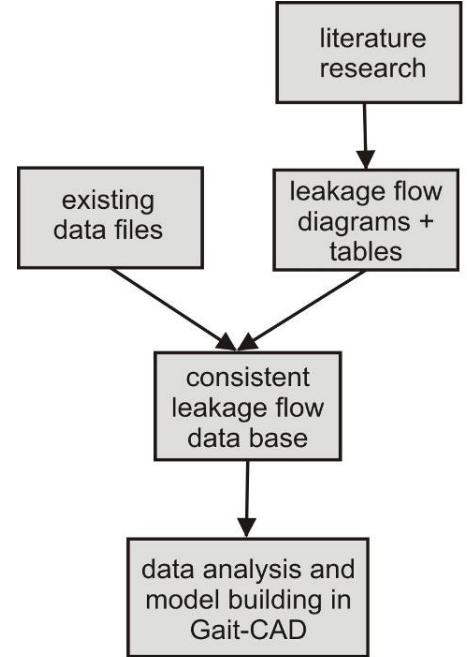 literature
research
existing
data files
leakage flow
diagrams +
tables
consistent
leakage flow
data base
data analysis and
model building in
Gait-CAD